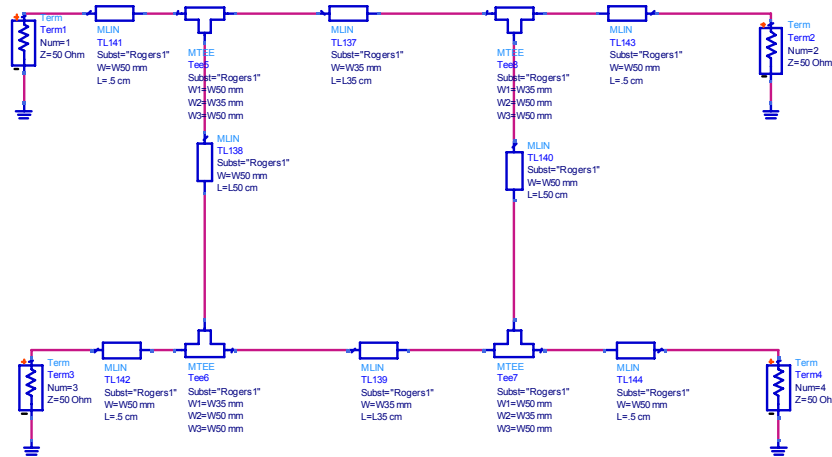 Term
Term1
Num=1
Z=50 Ohm
MLIN
TL141
Subst="Rogers1"
W=W50 mm
L=.5 cm
MTEE
Tee5
Subst="Rogers1"
W1=W50 mm
W2=W35 mm
W3=W50 mm
MLIN
TL137
Subst="Rogers1"
W=W35 mm
L=L35 cm
MTEE
Tee8
Subst="Rogers1"
W1=W35 mm
W2=W50 mm
W3=W50 mm
MLIN
TL143
Subst="Rogers1"
W=W50 mm
L=.5 cm
Term
Term2
Num=2
Z=50 Ohm
MLIN
TL138
Subst="Rogers1"
W=W50 mm
L=L50 cm
MLIN
TL140
Subst="Rogers1"
W=W50 mm
L=L50 cm
Term
Term3
Num=3
Z=50 Ohm
MLIN
TL142
Subst="Rogers1"
W=W50 mm
L=.5 cm
MTEE
Tee6
Subst="Rogers1"
W1=W35 mm
W2=W50 mm
W3=W50 mm
MLIN
TL139
Subst="Rogers1"
W=W35 mm
L=L35 cm
MTEE
Tee7
Subst="Rogers1"
W1=W50 mm
W2=W35 mm
W3=W50 mm
MLIN
TL144
Subst="Rogers1"
W=W50 mm
L=.5 cm
Term
Term4
Num=4
Z=50 Oh